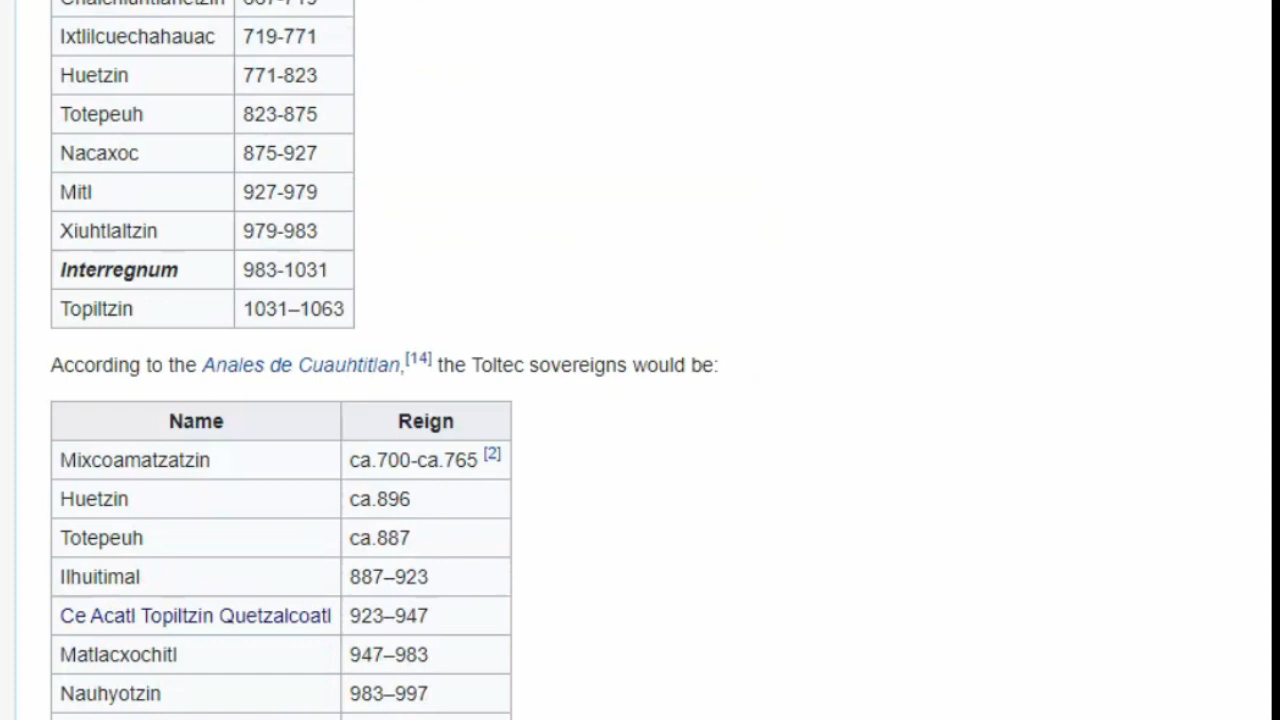 Ixtlilcuechahauac 719-771
Huetzin 771-823
Totepeuh 823-875
Nacaxoc 875-927
Mitl 927-979
Xiuhtlaltzin 979-983
Interregnum 983-1031
Topiltzin 1031–1063
According to the Anales de Cuauhtitlan,[14] the Toltec sovereigns would be:
Name Reign
Mixcoamatzatzin ca.700-ca.765 [2]
Huetzin ca.896
Totepeuh ca.887
Ilhuitimal 887–923
Ce Acatl Topiltzin Quetzalcoatl 923–947
Matlacxochitl 947–983
Nauhyotzin 983–997